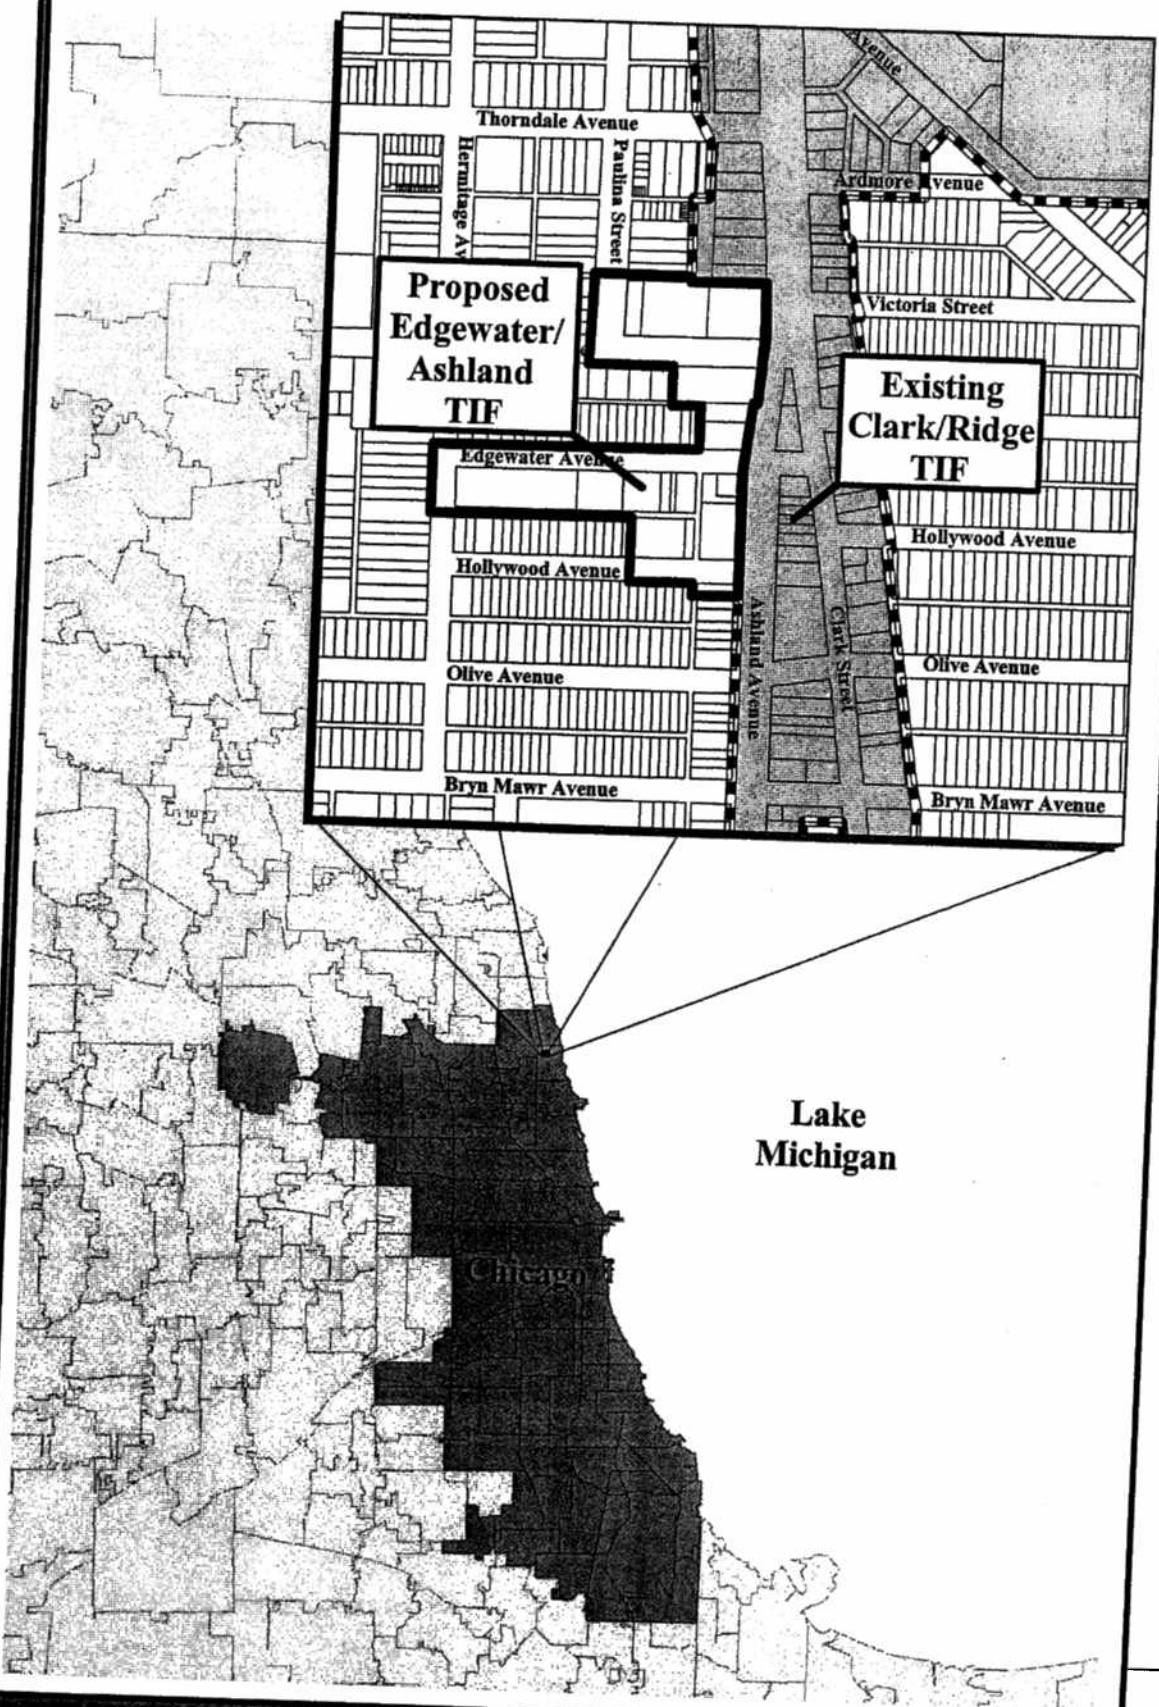 Avenue
Thorndale Avenue
Hermitage Av
Paulina Street
Ardmore Avenue
Proposed
Edgewater/
Ashland
TIF
Victoria Street
Existing
Clark/Ridge
TIF
Edgewater Avenue
Hollywood Avenue
Hollywood Avenue
Ashland Avenue
Clark Street
Olive Avenue
Olive Avenue
Bryn Mawr Avenue
Bryn Mawr Avenue
Lake
Michigan
Chicago